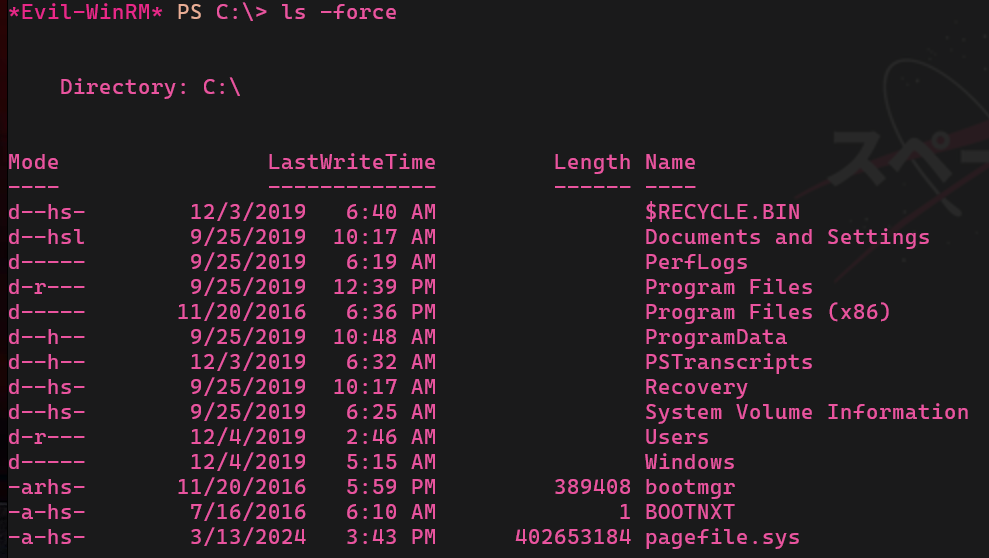 *Evil-WinRM* PS C:\> ls -force
Directory: C:\
Mode                LastWriteTime         Length Name
----                -------------         ------ ----
d--hs-        12/3/2019   6:40 AM                $RECYCLE.BIN
d--hsl        9/25/2019  10:17 AM                Documents and Settings
d-----        9/25/2019   6:19 AM                PerfLogs
d-r---        9/25/2019  12:39 PM                Program Files
d-----       11/20/2016   6:36 PM                Program Files (x86)
d--h--        9/25/2019  10:48 AM                ProgramData
d--h--        12/3/2019   6:32 AM                PSTranscripts
d--hs-        9/25/2019  10:17 AM                Recovery
d--hs-        9/25/2019   6:25 AM                System Volume Information
d-r---        12/4/2019   2:46 AM                Users
d-----        12/4/2019   5:15 AM                Windows
-arhs-       11/20/2016   5:59 PM         389408 bootmgr
-a-hs-        7/16/2016   6:10 AM              1 BOOTNXT
-a-hs-        3/13/2024   3:43 PM      402653184 pagefile.sys
スペー